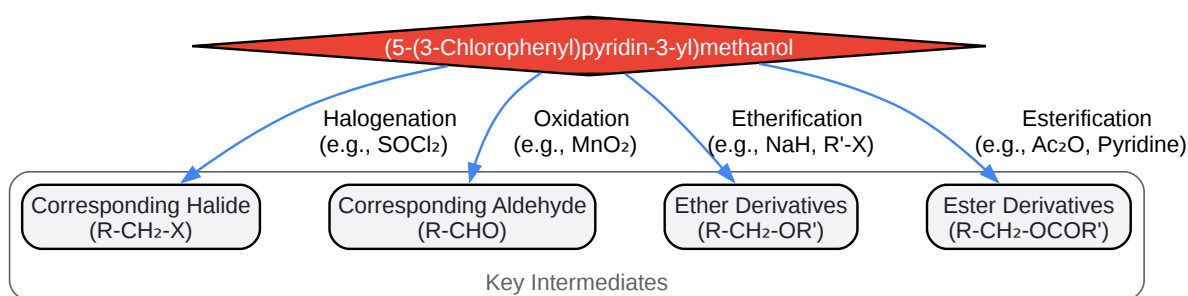 (5-(3-Chlorophenyl)pyridin-3-yl)methanol
Halogenation
(e.g., SOCl₂)
Oxidation
(e.g., MnO₂)
Etherification
(e.g., NaH, R'-X)
Esterification
(e.g., Ac₂O, Pyridine)
Corresponding Halide
(R-CH₂-X)
Corresponding Aldehyde
(R-CHO)
Ether Derivatives
(R-CH₂-OR')
Ester Derivatives
(R-CH₂-OCOR')
Key Intermediates